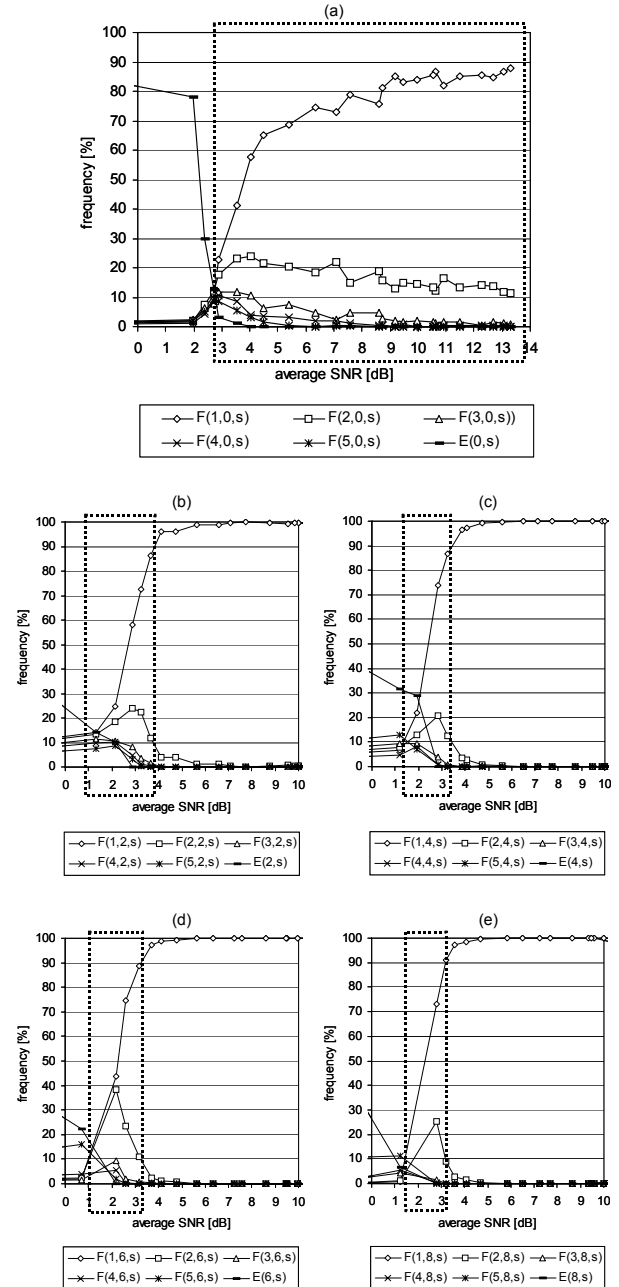 (a)
100
90
80
70
60
50
40
30
20
10
0
frequency [%]
0 1 2 3 4 5 6 7 8 9 10 11 12 13 14
average SNR [dB]
F(1,0,s) F(2,0,s) F(3,0,s))
F(4,0,s) F(5,0,s) E(0,s)
(b)
100
90
80
70
60
50
40
30
20
10
0
frequency [%]
0 1 2 3 4 5 6 7 8 9 10
average SNR [dB]
F(1,2,s) F(2,2,s) F(3,2,s)
F(4,2,s) F(5,2,s) E(2,s)
(c)
100
90
80
70
60
50
40
30
20
10
0
frequency [%]
0 1 2 3 4 5 6 7 8 9 10
average SNR [dB]
F(1,4,s) F(2,4,s) F(3,4,s)
F(4,4,s) F(5,4,s) E(4,s)
(d)
100
90
80
70
60
50
40
30
20
10
0
frequency [%]
0 1 2 3 4 5 6 7 8 9 10
average SNR [dB]
F(1,6,s) F(2,6,s) F(3,6,s)
F(4,6,s) F(5,6,s) E(6,s)
(e)
100
90
80
70
60
50
40
30
20
10
0
frequency [%]
0 1 2 3 4 5 6 7 8 9 10
average SNR [dB]
F(1,8,s) F(2,8,s) F(3,8,s)
F(4,8,s) F(5,8,s) E(8,s)